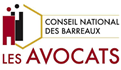 CONSEIL NATIONAL
DES BARREAUX
LES AVOCATS